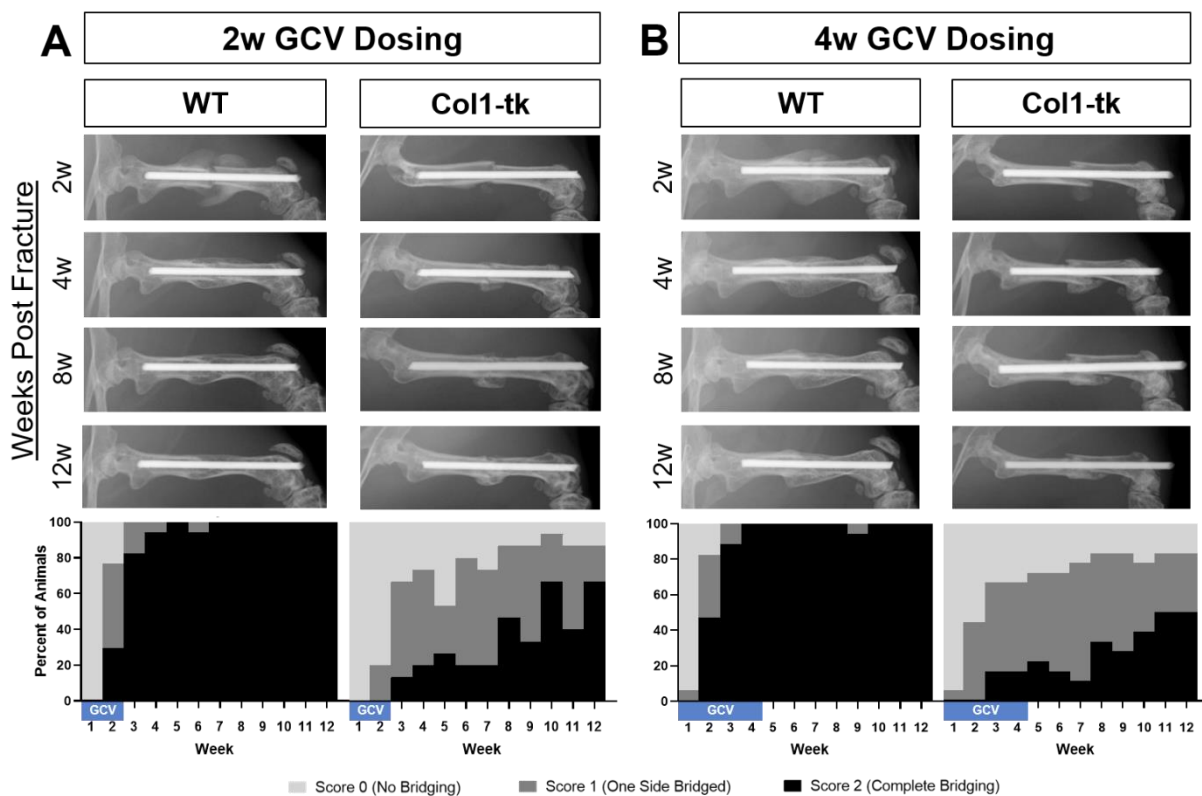 A
2w GCV Dosing
B
4w GCV Dosing
WT
Col1-tk
WT
Col1-tk
Weeks Post Fracture
2w
4w
8w
12w
2w
4w
8w
12w
Percent of Animals
100
80
60
40
20
0
GCV
1 2 3 4 5 6 7 8 9 10 11 12
Week
GCV
1 2 3 4 5 6 7 8 9 10 11 12
Week
100
80
60
40
20
0
GCV
1 2 3 4 5 6 7 8 9 10 11 12
Week
GCV
1 2 3 4 5 6 7 8 9 10 11 12
Week
Score 0 (No Bridging)
Score 1 (One Side Bridged)
Score 2 (Complete Bridging)